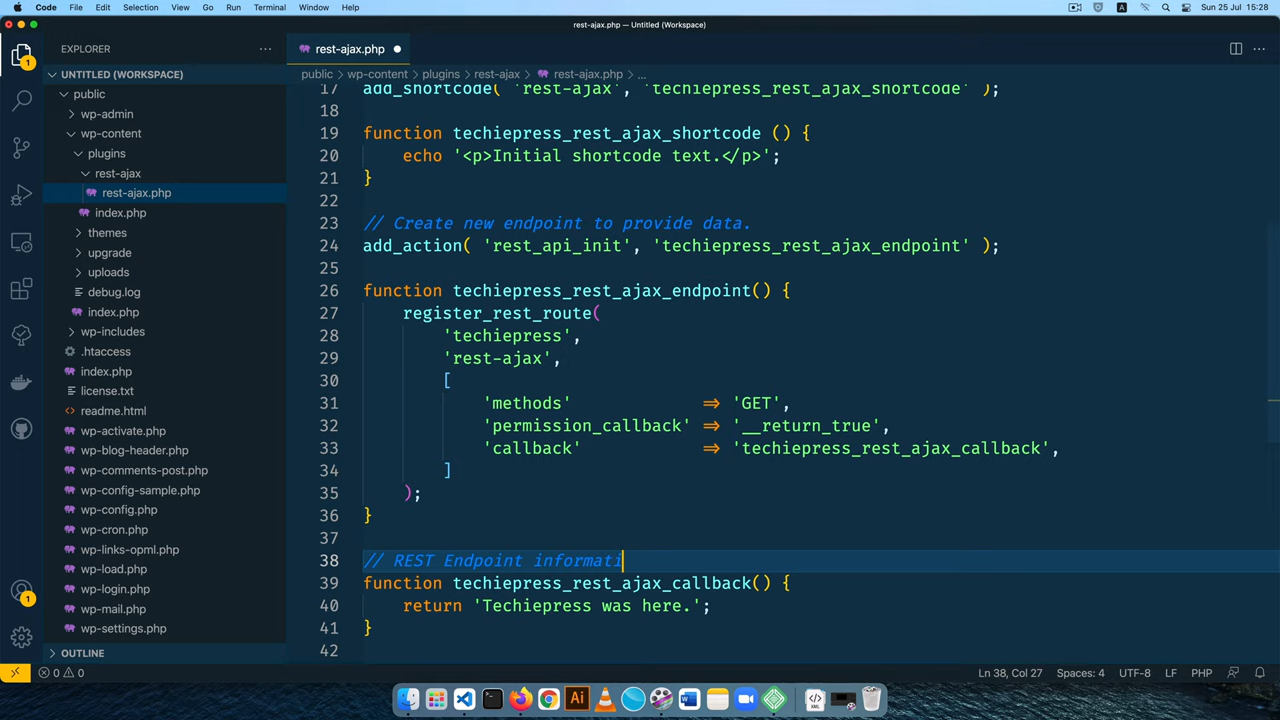 Code File Edit Selection View Go Run Terminal Window Help
A
Sun 25 Jul 15:28
rest-ajax.php — Untitled (Workspace)
EXPLORER
rest-ajax.php
UNTITLED (WORKSPACE)
public
wp-admin
wp-content
plugins
rest-ajax
rest-ajax.php
index.php
themes
upgrade
uploads
debug.log
index.php
wp-includes
.htaccess
index.php
license.txt
readme.html
wp-activate.php
wp-blog-header.php
wp-comments-post.php
wp-config-sample.php
wp-config.php
wp-cron.php
wp-links-opml.php
wp-load.php
wp-login.php
wp-mail.php
wp-settings.php
OUTLINE
1
1
public > wp-content > plugins > rest-ajax > rest-ajax.php > ...
17 add_shortcode( 'rest-ajax', 'techiepress_rest_ajax_shortcode' );
18
19 function techiepress_rest_ajax_shortcode () {
20 echo '<p>Initial shortcode text.</p>';
21 }
22
23 // Create new endpoint to provide data.
24 add_action( 'rest_api_init', 'techiepress_rest_ajax_endpoint' );
25
26 function techiepress_rest_ajax_endpoint() {
27 register_rest_route(
28 'techiepress',
29 'rest-ajax',
30 [
31 'methods' => 'GET',
32 'permission_callback' => '__return_true',
33 'callback' => 'techiepress_rest_ajax_callback',
34 ]
35 );
36 }
37
38 // REST Endpoint informati
39 function techiepress_rest_ajax_callback() {
40 return 'Techiepress was here.';
41 }
42
0 0
Ln 38, Col 27 Spaces: 4 UTF-8 LF PHP
Ai
W
XML